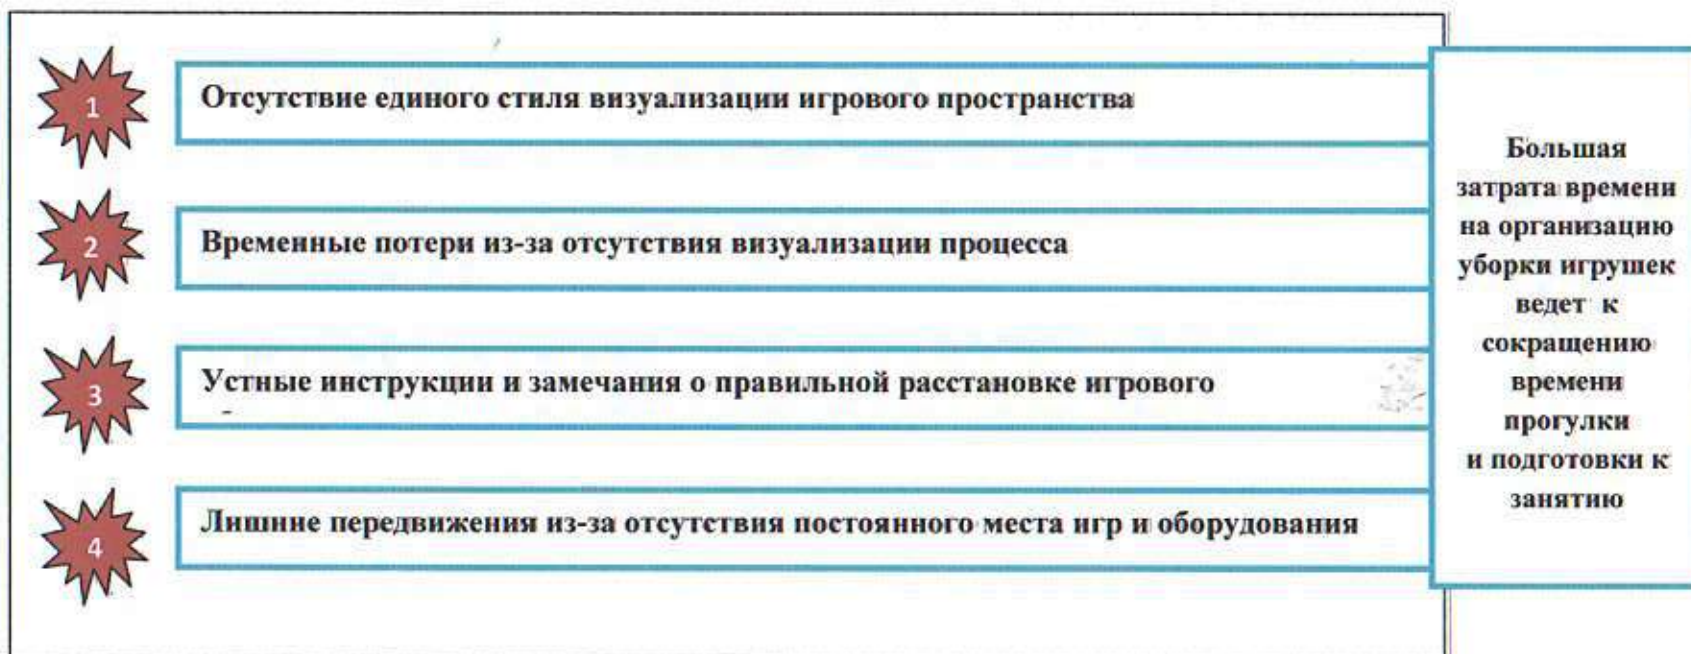 1
Отсутствие единого стиля визуализации игрового пространства
2
Временные потери из-за отсутствия визуализации процесса
3
Устные инструкции и замечания о правильной расстановке игрового
4
Лишние передвижения из-за отсутствия постоянного места игр и оборудования
Большая
затрата времени
на организацию
уборки игрушек
ведет к
сокращению
времени
прогулки
и подготовки к
занятию